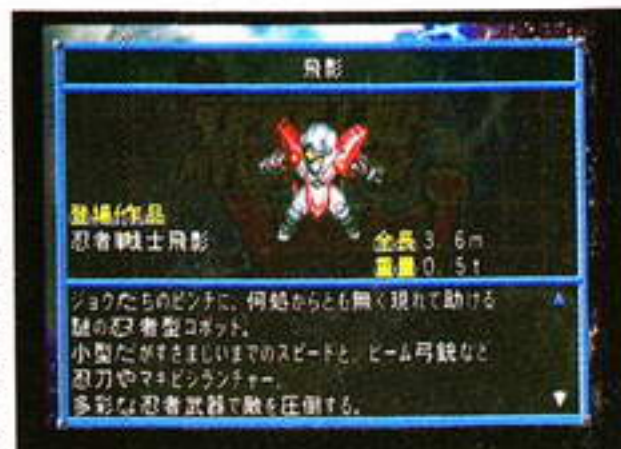 飛影
登場作品
忍者戦士飛影
全長 3.6m
重量 0.5t
ジョウたちのピンチに、何処からとも無く現れて助ける
謎の忍者型ロボット。
小型だがすさまじいまでのスピードと、ビーム弓銃など
忍刀やマキビシランチャー、
多彩な忍者武器で敵を圧倒する。